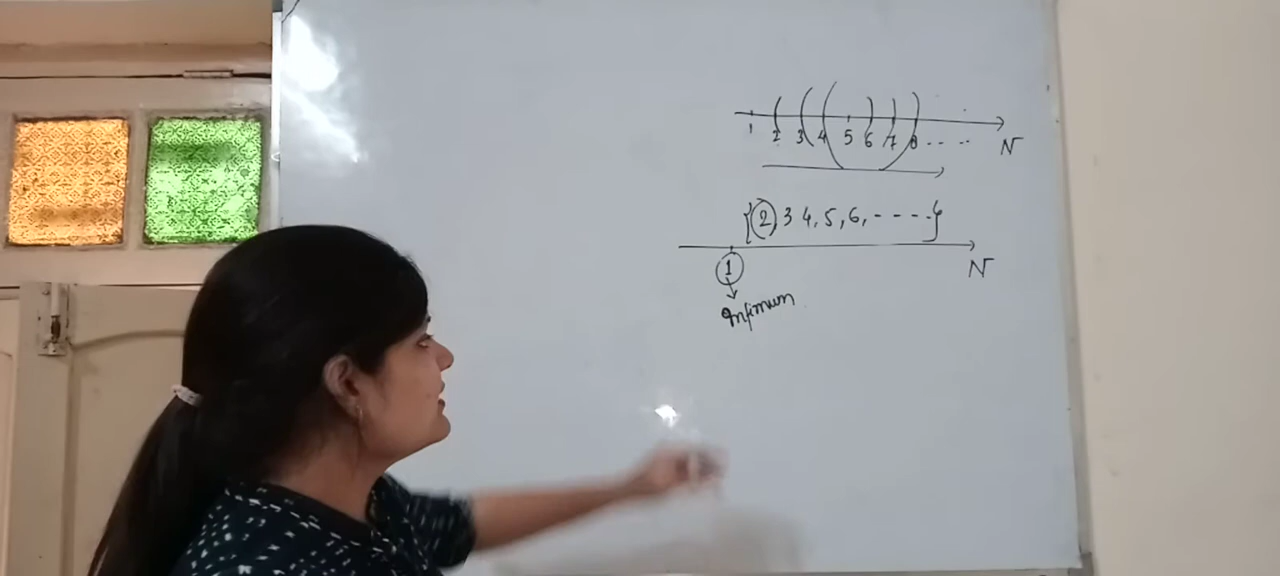 1 2 3 4 5 6 7 8 .... N
{2, 3 4, 5, 6, - - - - }
N
1
Infimum